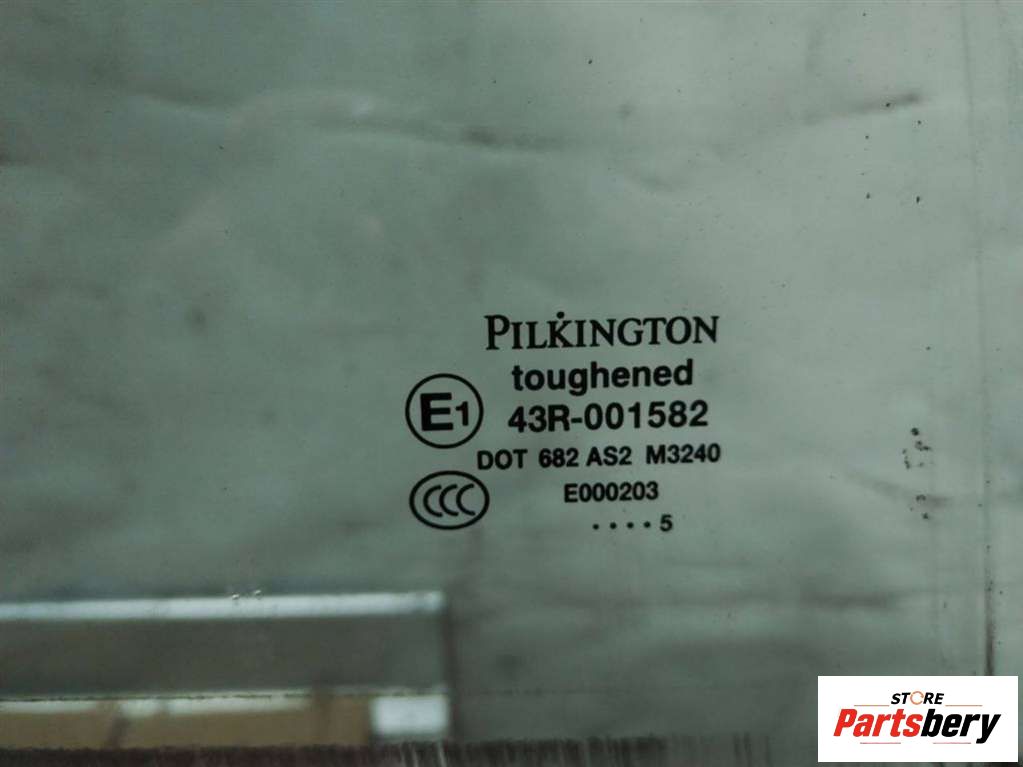 PILKINGTON
toughened
E1 43R-001582
DOT 682 AS2 M3240
CCC E000203
....5
STORE
Partsbery